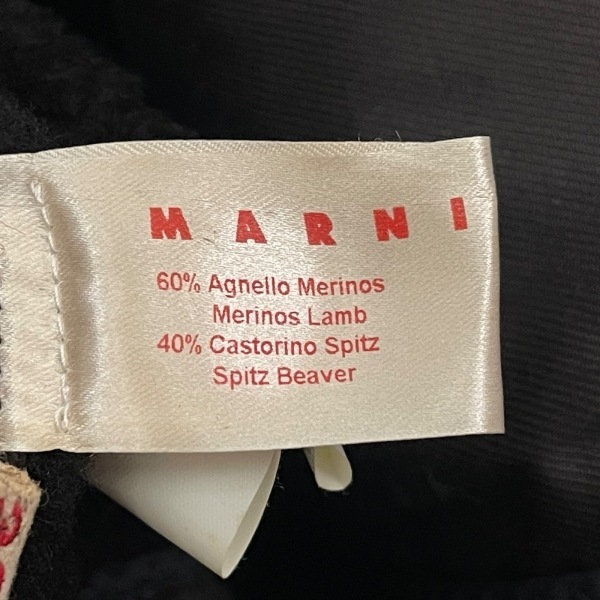 MARNI
60% Agnello Merinos
Merinos Lamb
40% Castorino Spitz
Spitz Beaver